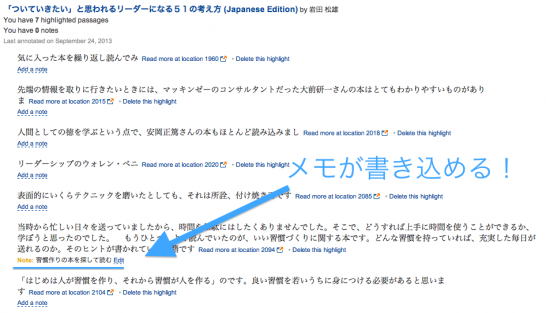 「ついていきたい」と思われるリーダーになる５１の考え方 (Japanese Edition) by 岩田 松雄
You have 7 highlighted passages
You have 0 notes
Last annotated on September 24, 2013
気に入った本を繰り返し読んでみ Read more at location 1960 • Delete this highlight
Add a note
先端の情報を取りに行きたいときには、マッキンゼーのコンサルタントだった大前研一さんの本はとてもわかりやすいものがあり
ま Read more at location 2015 • Delete this highlight
Add a note
人間としての徳を学ぶという点で、安岡正篤さんの本もほとんど読み込みまし Read more at location 2018 • Delete this highlight
Add a note
リーダーシップのウォレン・ベニ Read more at location 2020 • Delete this highlight
Add a note
メモが書き込める！
表面的にいくらテクニックを磨いたとしても、それは所詮、付け焼き です Read more at location 2085 • Delete this highlight
Add a note
当時から忙しい日々を送っていましたから、時間を にはしたくありませんでした。そこで、どうすれば上手に時間を使うことができるか、
学ぼうと思ったのでした。 もうひと 読んでいたのが、いい習慣づくりに関する本です。どんな習慣を持っていれば、充実した毎日が
送れるのか。そのヒントが書かれてい 籍です Read more at location 2094 • Delete this highlight
Note: 習慣作りの本を探して読む Edit
「はじめは人が習慣を作り、それから習慣が人を作る」のです。良い習慣を若いうちに身につける必要があると思いま
す Read more at location 2104 • Delete this highlight
Add a note